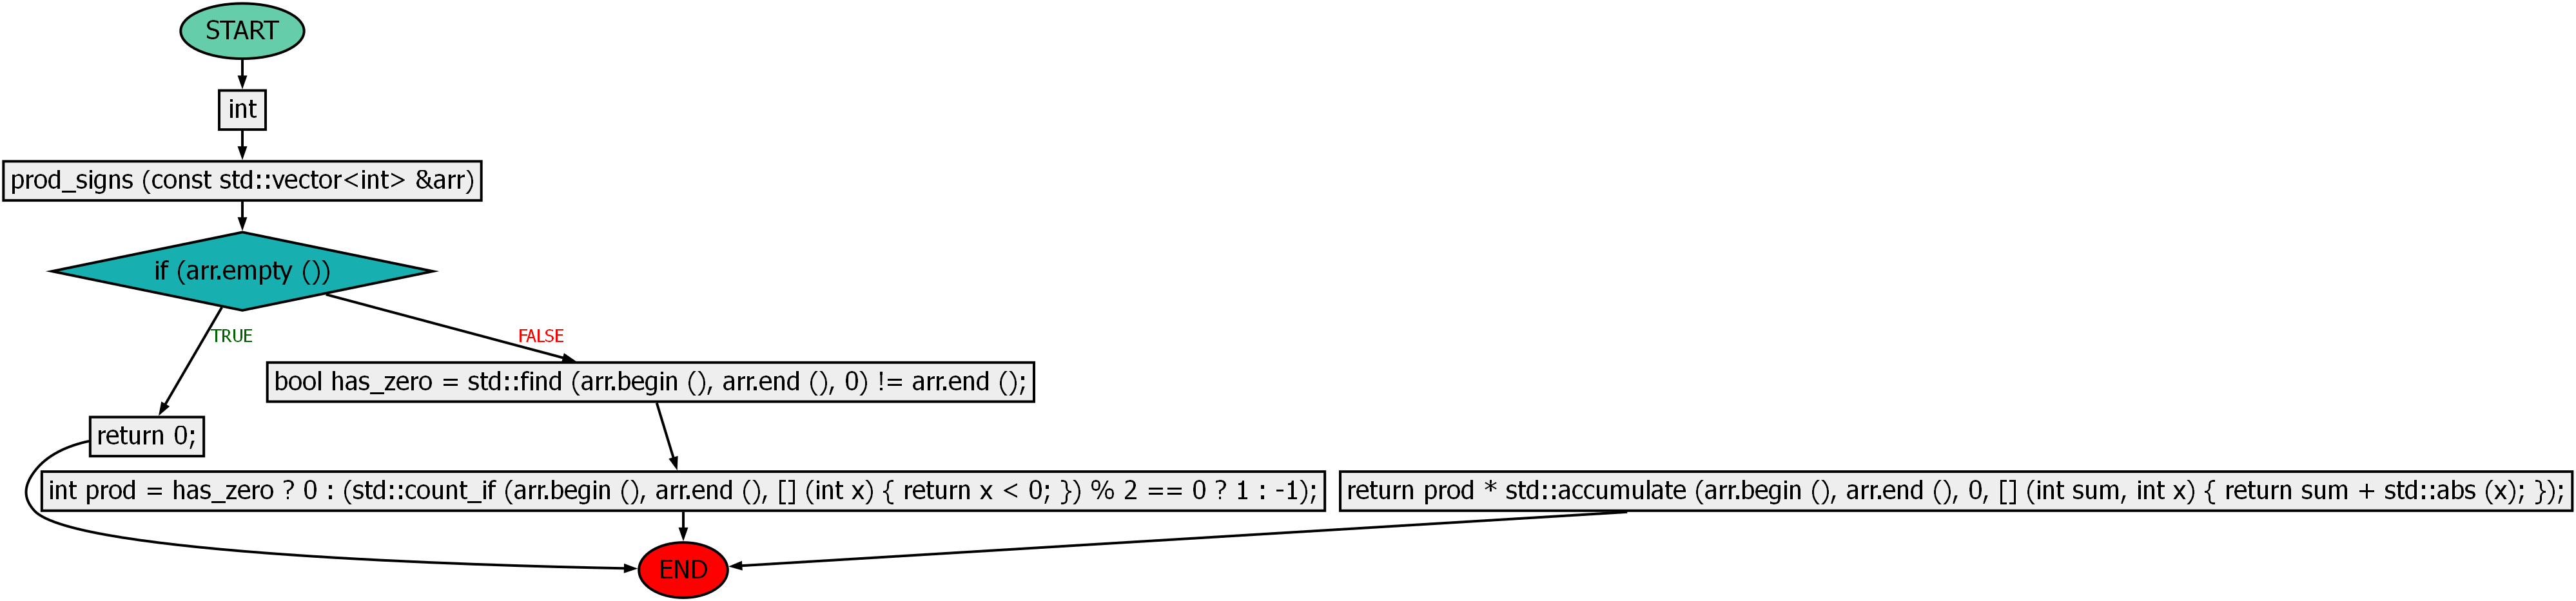 START
int
prod_signs (const std::vector<int> &arr)
if (arr.empty ())
TRUE
FALSE
bool has_zero = std::find (arr.begin (), arr.end (), 0) != arr.end ();
return 0;
int prod = has_zero ? 0 : (std::count_if (arr.begin (), arr.end (), [] (int x) { return x < 0; }) % 2 == 0 ? 1 : -1);
return prod * std::accumulate (arr.begin (), arr.end (), 0, [] (int sum, int x) { return sum + std::abs (x); });
END